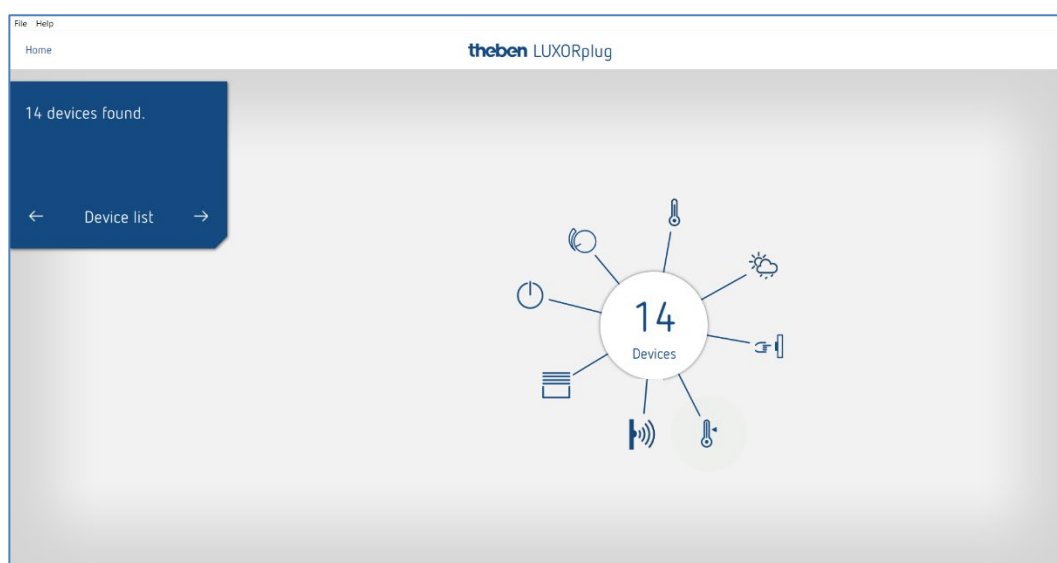 File Help
Home
theben LUXORplug
14 devices found.
Device list
14
Devices